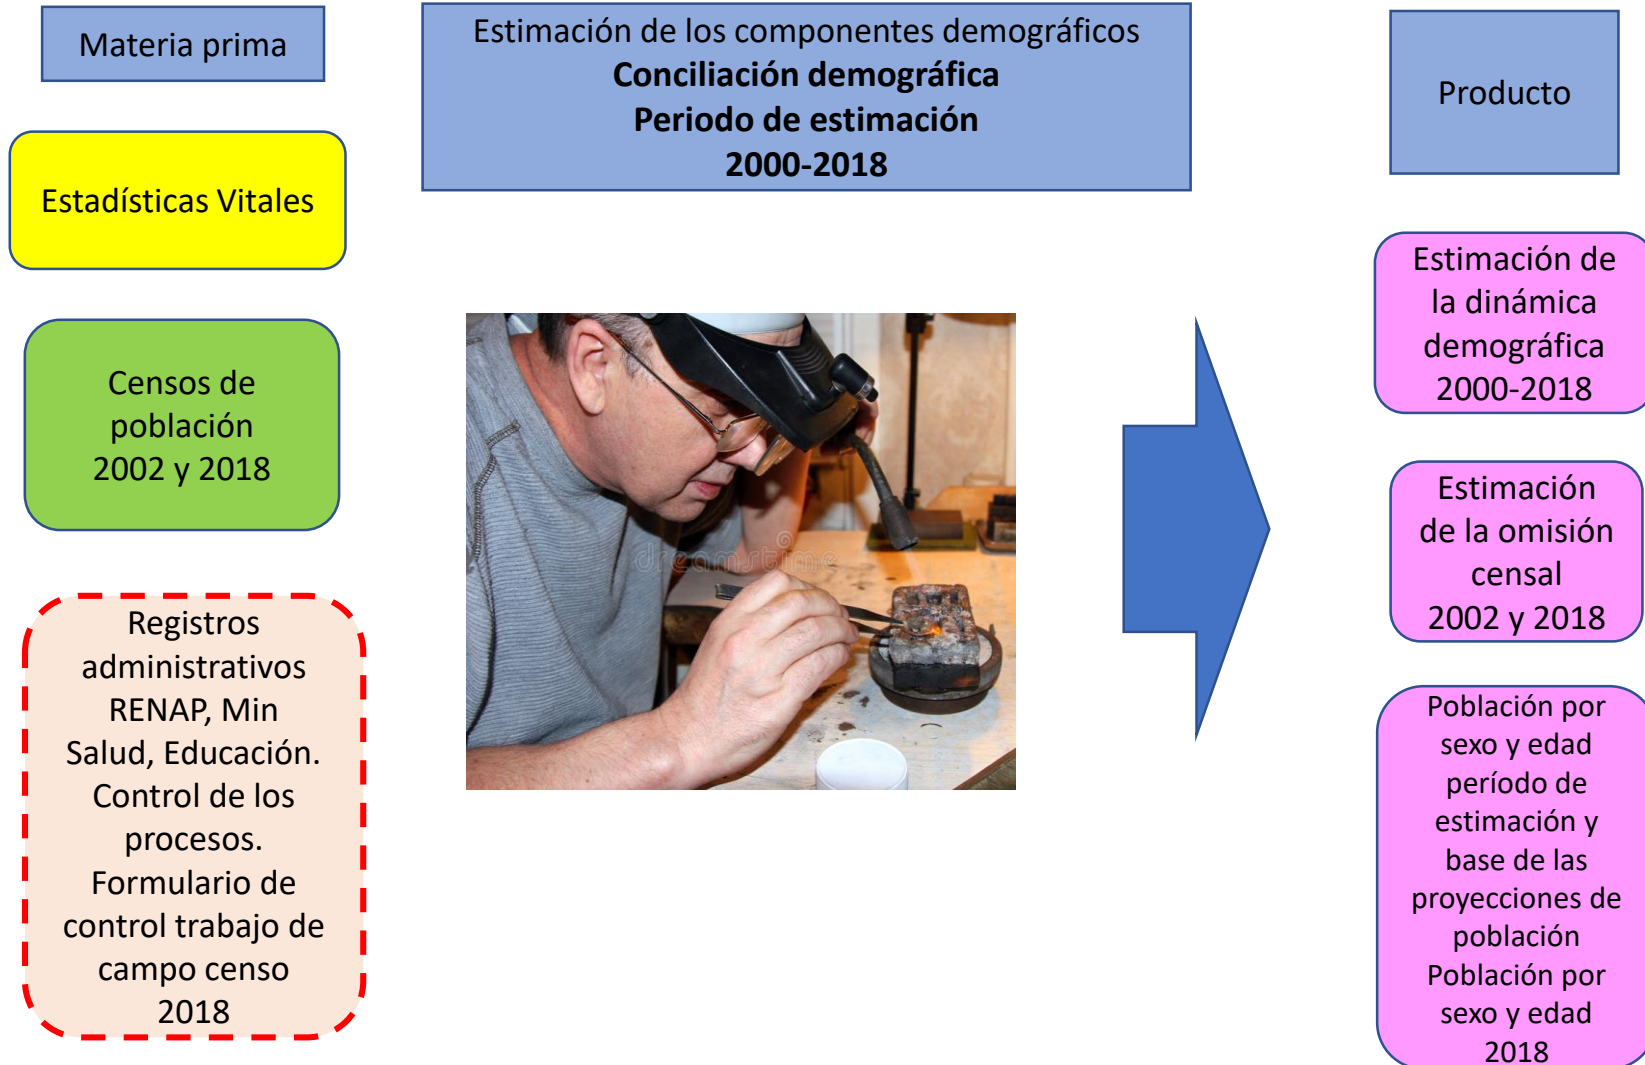 Materia prima
Estadísticas Vitales
Censos de
población
2002 y 2018
Registros
administrativos
RENAP, Min
Salud, Educación.
Control de los
procesos.
Formulario de
control trabajo de
campo censo
2018
Estimación de los componentes demográficos
Conciliación demográfica
Periodo de estimación
2000-2018
dreamstime
Producto
Estimación de
la dinámica
demográfica
2000-2018
Estimación
de la omisión
censal
2002 y 2018
Población por
sexo y edad
período de
estimación y
base de las
proyecciones de
población
Población por
sexo y edad
2018